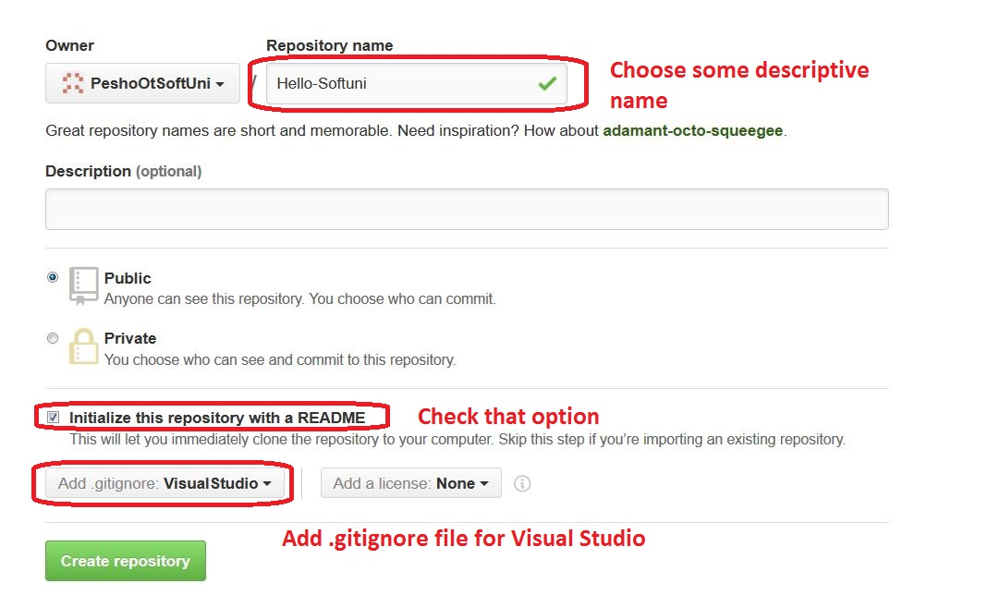 Owner Repository name
PeshoOtSoftUni / Hello-Softuni
Choose some descriptive
name
Great repository names are short and memorable. Need inspiration? How about adamant-octo-squeegee.
Description (optional)
Public
Anyone can see this repository. You choose who can commit.
Private
You choose who can see and commit to this repository.
Initialize this repository with a README Check that option
This will let you immediately clone the repository to your computer. Skip this step if you’re importing an existing repository.
Add .gitignore: VisualStudio Add a license: None
Add .gitignore file for Visual Studio
Create repository